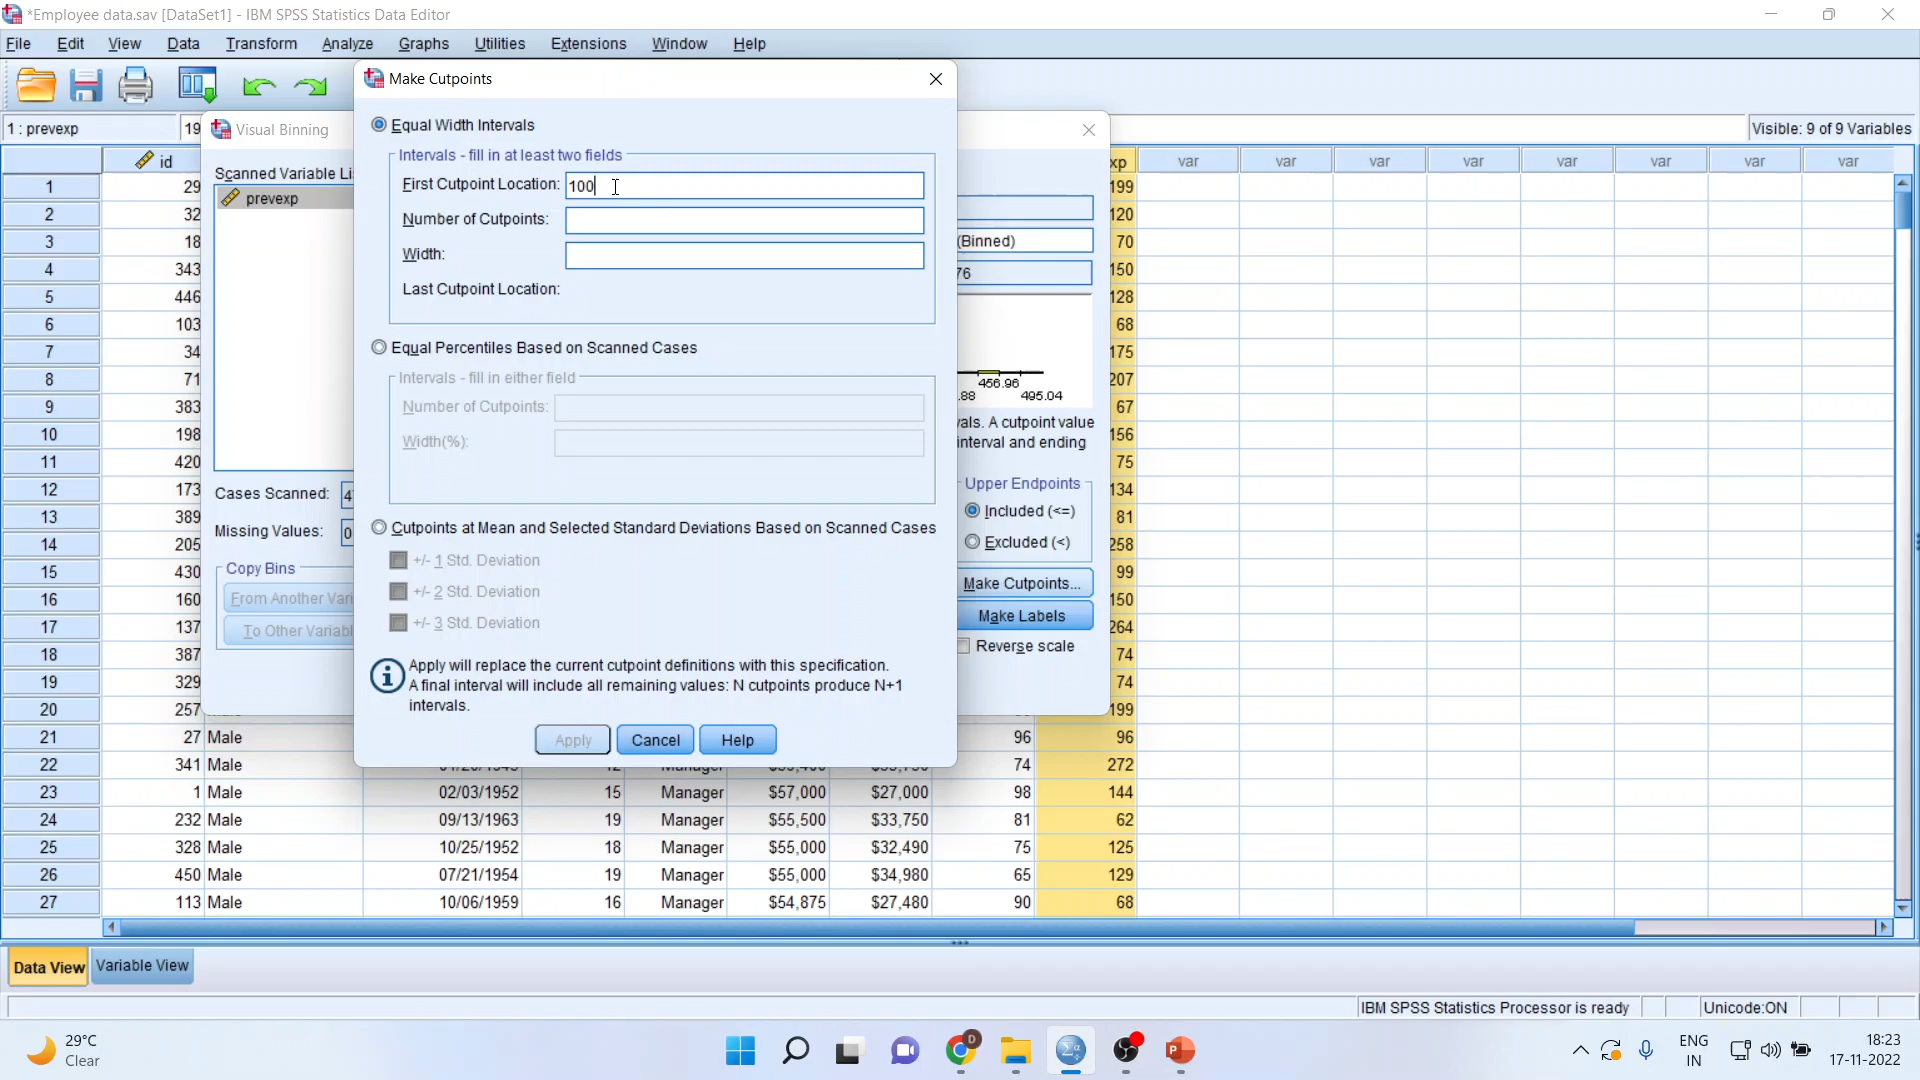 *Employee data.sav [DataSet1] - IBM SPSS Statistics Data Editor
File Edit View Data Transform Analyze Graphs Utilities Extensions Window Help
1 : prevexp 19 Visible: 9 of 9 Variables
Visual Binning
Scanned Variable Li
prevexp
Cases Scanned: 4
Missing Values: 0
Copy Bins
From Another Vari
To Other Variabl
Make Cutpoints
Equal Width Intervals
Intervals - fill in at least two fields
First Cutpoint Location: 100
Number of Cutpoints:
Width:
Last Cutpoint Location:
Equal Percentiles Based on Scanned Cases
Intervals - fill in either field
Number of Cutpoints:
Width(%):
Cutpoints at Mean and Selected Standard Deviations Based on Scanned Cases
+/- 1 Std. Deviation
+/- 2 Std. Deviation
+/- 3 Std. Deviation
Apply will replace the current cutpoint definitions with this specification.
A final interval will include all remaining values: N cutpoints produce N+1
intervals.
Apply Cancel Help
(Binned)
76
456.96
.88 495.04
vals. A cutpoint value
interval and ending
Upper Endpoints
Included (<=)
Excluded (<)
Make Cutpoints...
Make Labels
Reverse scale
id xp var var var var var var var var
1 29 199
2 32 120
3 18 70
4 343 150
5 446 128
6 103 68
7 34 175
8 71 207
9 383 67
10 198 156
11 420 75
12 173 134
13 389 81
14 205 258
15 430 99
16 160 150
17 137 264
18 387 74
19 329 74
20 257 199
21 27 Male 96 96
22 341 Male Manager 74 272
23 1 Male 02/03/1952 15 Manager $57,000 $27,000 98 144
24 232 Male 09/13/1963 19 Manager $55,500 $33,750 81 62
25 328 Male 10/25/1952 18 Manager $55,000 $32,490 75 125
26 450 Male 07/21/1954 19 Manager $55,000 $34,980 65 129
27 113 Male 10/06/1959 16 Manager $54,875 $27,480 90 68
Data View Variable View
IBM SPSS Statistics Processor is ready Unicode:ON
29°C
Clear
ENG
IN
18:23
17-11-2022